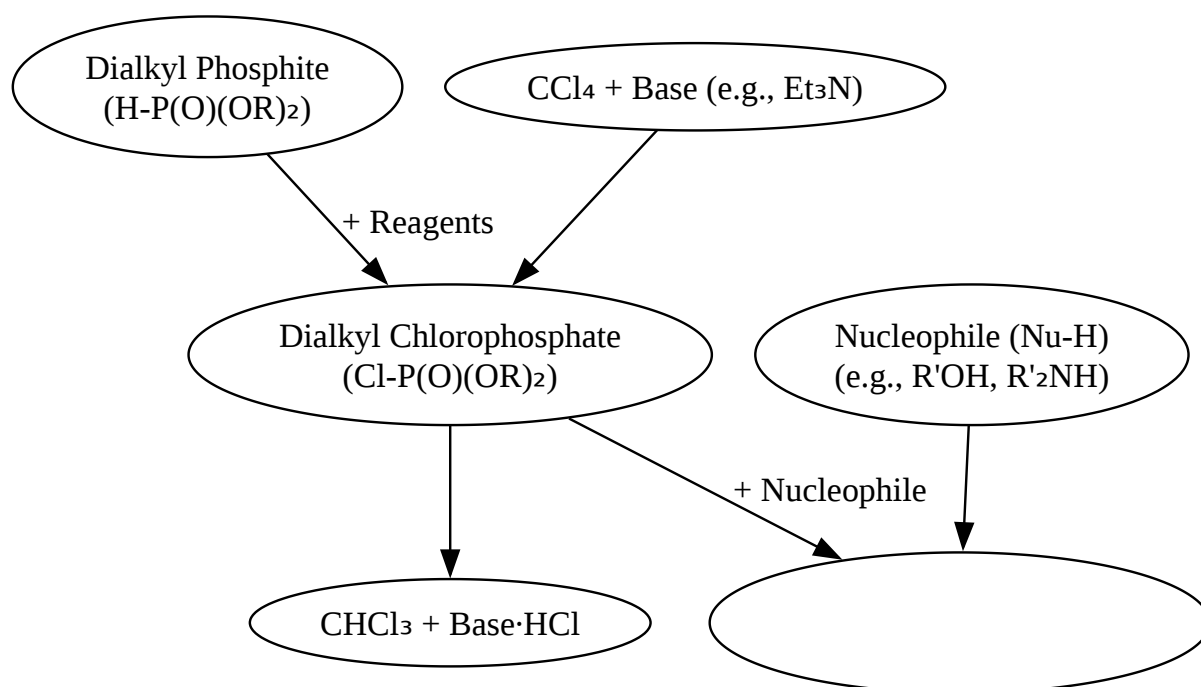 Dialkyl Phosphite
(H-P(O)(OR)₂)
CCl₄ + Base (e.g., Et₃N)
+ Reagents
Dialkyl Chlorophosphate
(Cl-P(O)(OR)₂)
Nucleophile (Nu-H)
(e.g., R'OH, R'₂NH)
+ Nucleophile
CHCl₃ + Base·HCl